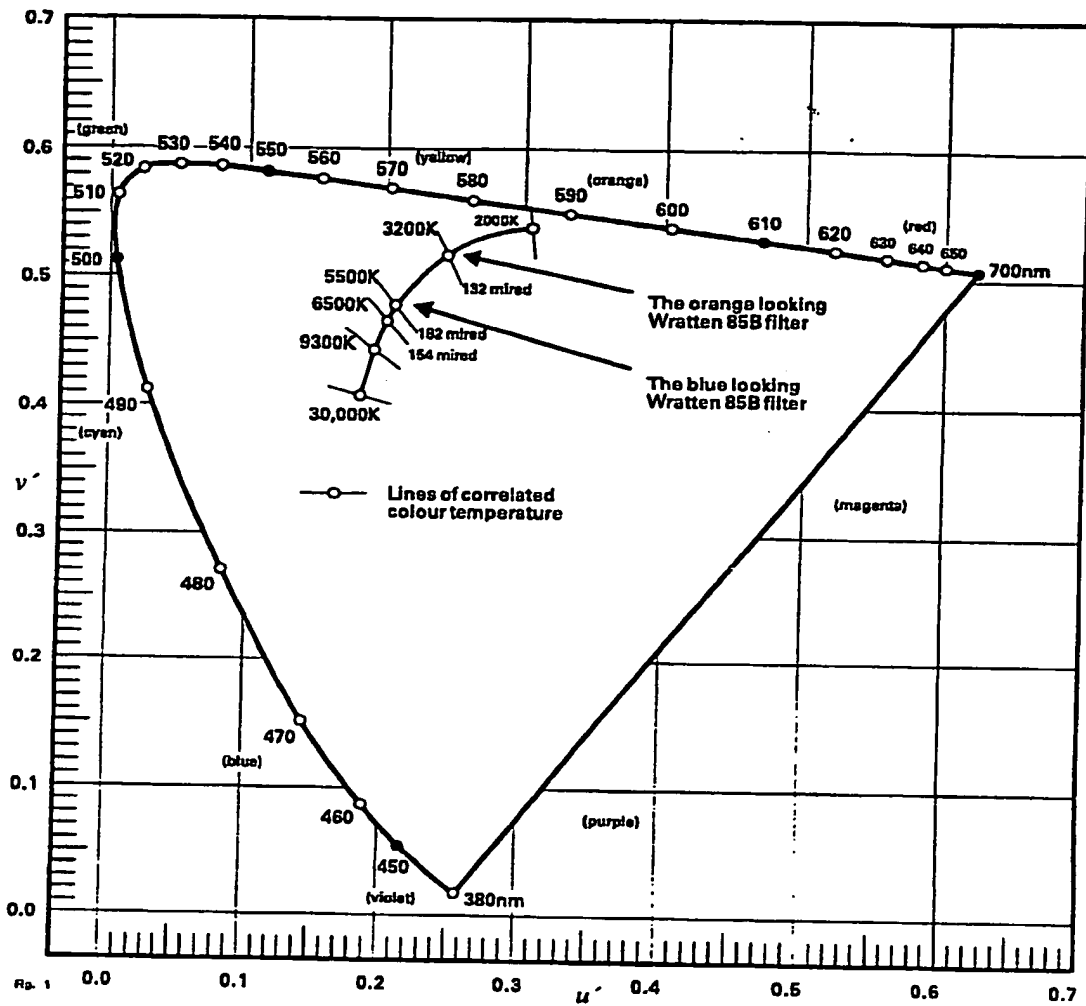 0.7
(green)
520
530
540
550
560
570
(yellow)
580
590
(orange)
600
610
620
(red)
630
640
650
700nm
0.6
510
2000K
3200K
500
0.5
5500K
132 mired
6500K
182 mired
9300K
154 mired
30,000K
The orange looking
Wratten 85B filter
The blue looking
Wratten 85B filter
490
0.4
(cyan)
v´
Lines of correlated
colour temperature
(magenta)
0.3
480
0.2
470
(blue)
0.1
460
(purple)
450
(violet)
380nm
0.0
0.0
0.1
0.2
u´
0.3
0.4
0.5
0.6
0.7